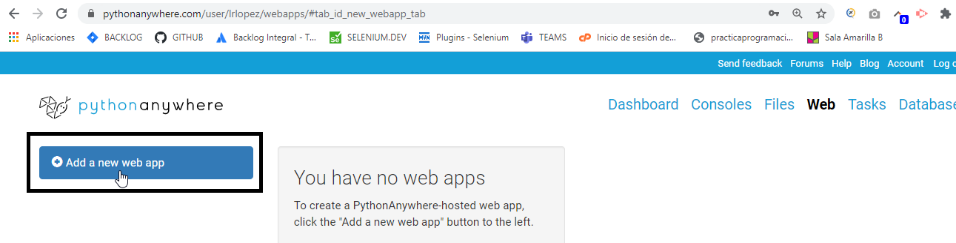 pythonanywhere.com/user/lrlopez/webapps/#tab_id_new_webapp_tab
0
Aplicaciones BACKLOG GITHUB Backlog Integral - T... SELENIUM.DEV Plugins - Selenium TEAMS Inicio de sesión de... practicaprogramaci... Sala Amarilla B
Send feedback Forums Help Blog Account Log o
pythonanywhere
Dashboard Consoles Files Web Tasks Database
Add a new web app
You have no web apps
To create a PythonAnywhere-hosted web app,
click the "Add a new web app" button to the left.